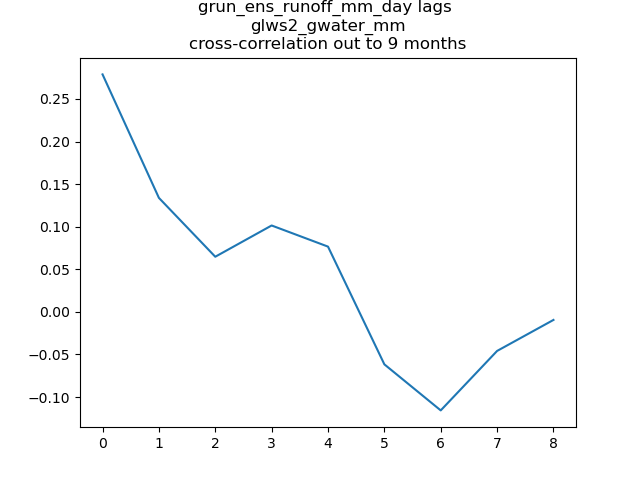 grun_ens_runoff_mm_day lags
glws2_gwater_mm
cross-correlation out to 9 months
0.25
0.20
0.15
0.10
0.05
0.00
−0.05
−0.10
0 1 2 3 4 5 6 7 8